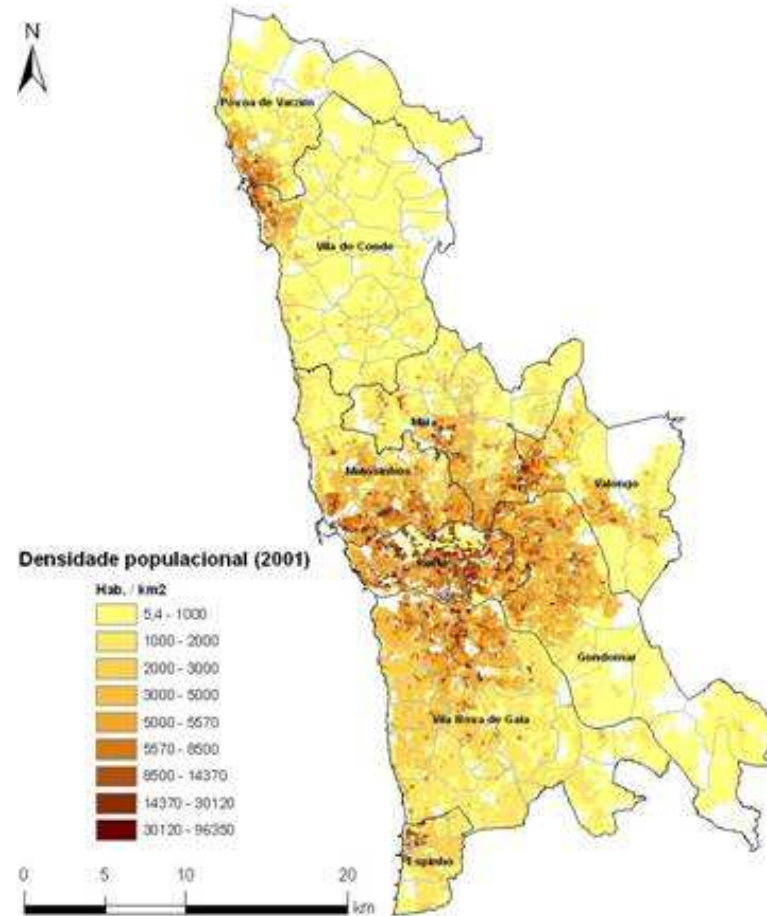 N
Póvoa de Varzim
Vila do Conde
Maia
Matosinhos
Valongo
Porto
Densidade populacional (2001)
Hab. / km2
5,4 - 1000
1000 - 2000
2000 - 3000
3000 - 5000
5000 - 5570
5570 - 8500
8500 - 14370
14370 - 30120
30120 - 96350
Gondomar
Vila Nova de Gaia
Espinho
0 5 10 20
km